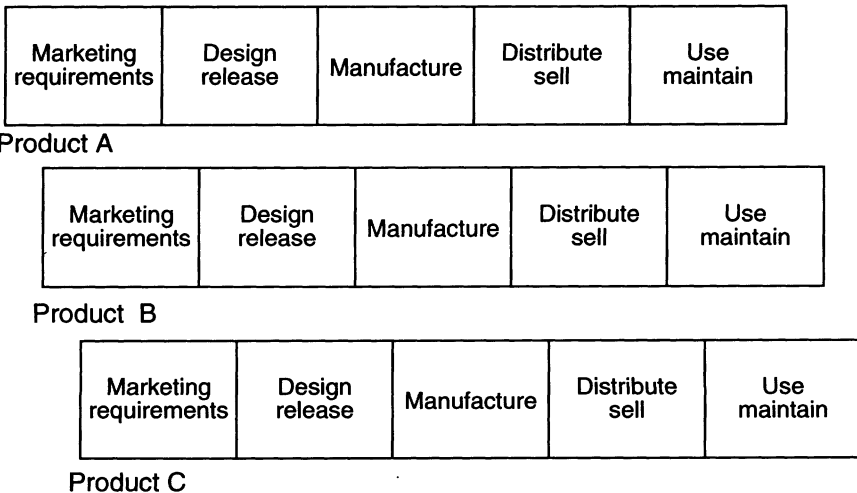 Marketing
requirements
Design
release
Manufacture
Distribute
sell
Use
maintain
Product A
Marketing
requirements
Design
release
Manufacture
Distribute
sell
Use
maintain
Product B
Marketing
requirements
Design
release
Manufacture
Distribute
sell
Use
maintain
Product C